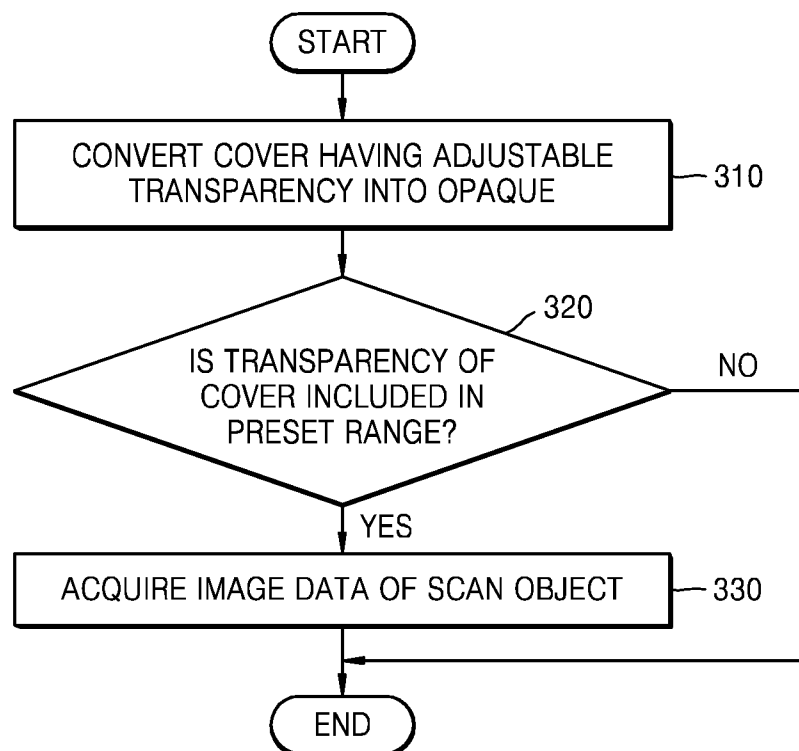 START
CONVERT COVER HAVING ADJUSTABLE
TRANSPARENCY INTO OPAQUE
310
320
IS TRANSPARENCY OF
COVER INCLUDED IN
PRESET RANGE?
NO
YES
ACQUIRE IMAGE DATA OF SCAN OBJECT
330
END